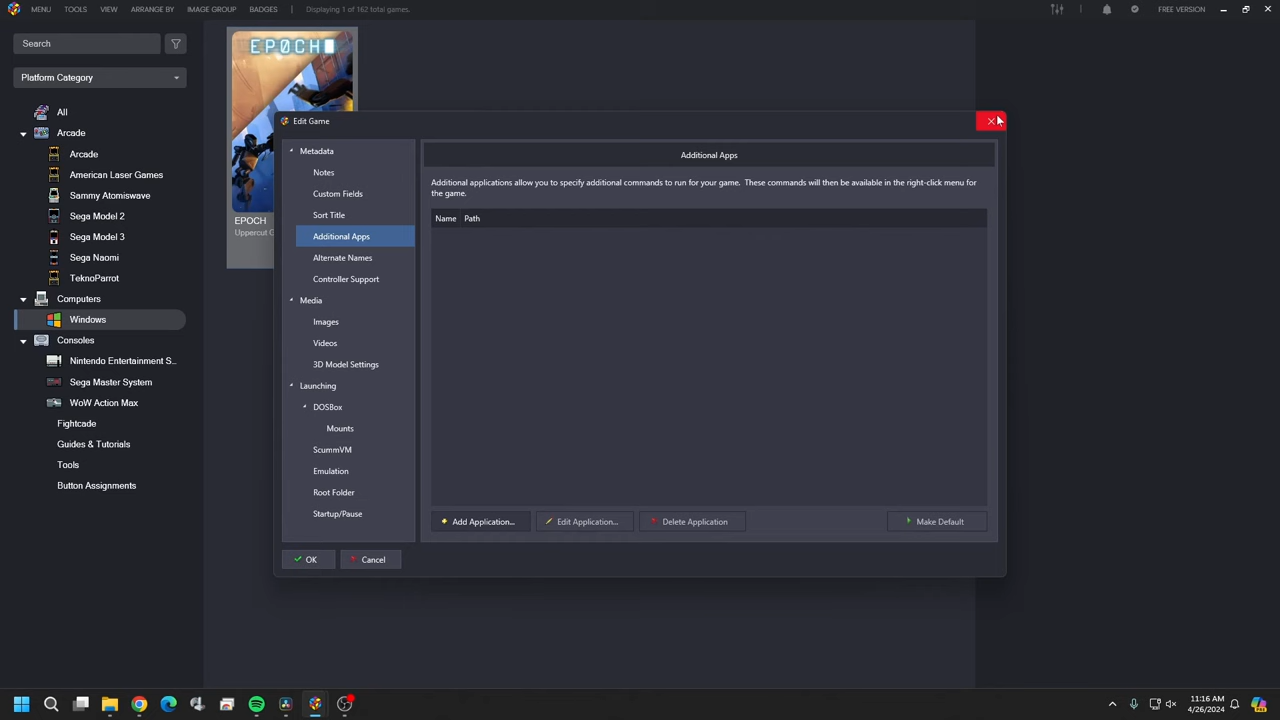 MENU TOOLS VIEW ARRANGE BY IMAGE GROUP BADGES Displaying 1 of 162 total games. FREE VERSION
Search
Platform Category
All
Arcade
Arcade
American Laser Games
Sammy Atomiswave
Sega Model 2
Sega Model 3
Sega Naomi
TeknoParrot
Computers
Windows
Consoles
Nintendo Entertainment S...
Sega Master System
WoW Action Max
Fightcade
Guides & Tutorials
Tools
Button Assignments
EPOCH
EPOCH
Uppercut G
Edit Game
Metadata
Notes
Custom Fields
Sort Title
Additional Apps
Alternate Names
Controller Support
Media
Images
Videos
3D Model Settings
Launching
DOSBox
Mounts
ScummVM
Emulation
Root Folder
Startup/Pause
Additional Apps
Additional applications allow you to specify additional commands to run for your game. These commands will then be available in the right-click menu for
the game.
Name Path
Add Application... Edit Application... Delete Application Make Default
OK Cancel
11:16 AM
4/26/2024